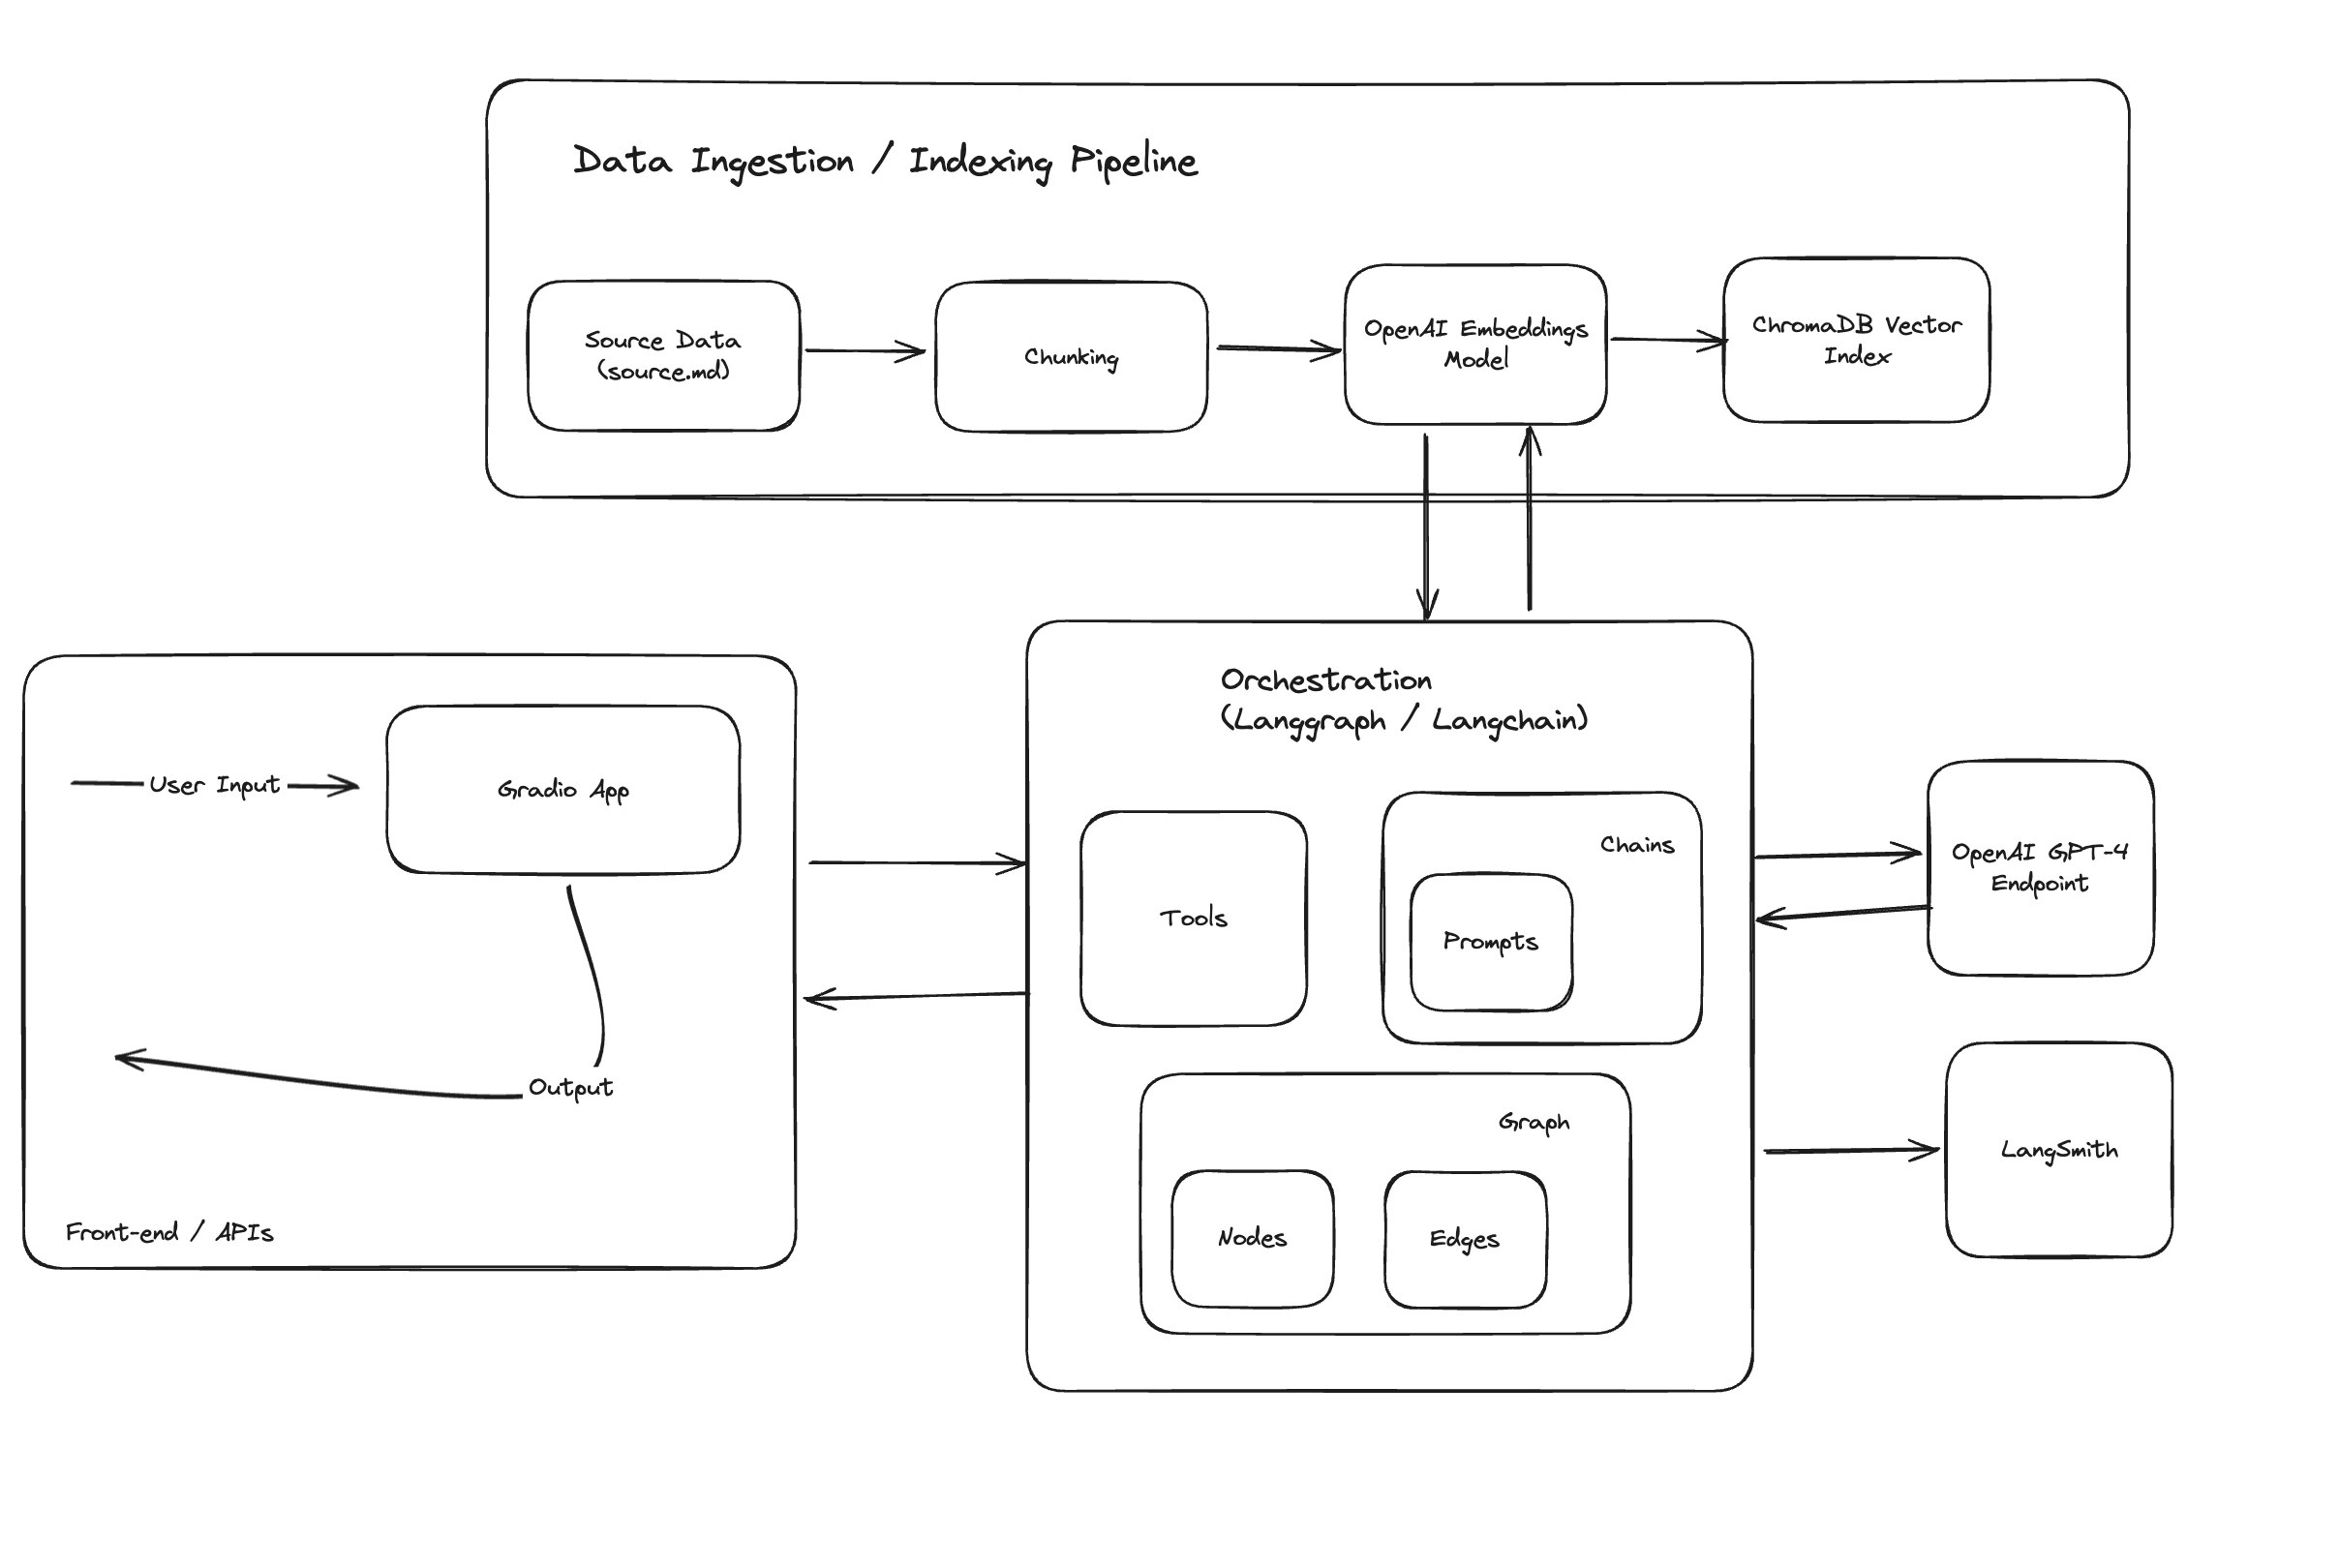 Data Ingestion / Indexing Pipeline
Source Data
(source.md)
Chunking
OpenAI Embeddings
Model
ChromaDB Vector
Index
User Input
Gradio App
Output
Front-end / APIs
Orchestration
(Langgraph / Langchain)
Tools
Chains
Prompts
Graph
Nodes
Edges
OpenAI GPT-4
Endpoint
LangSmith